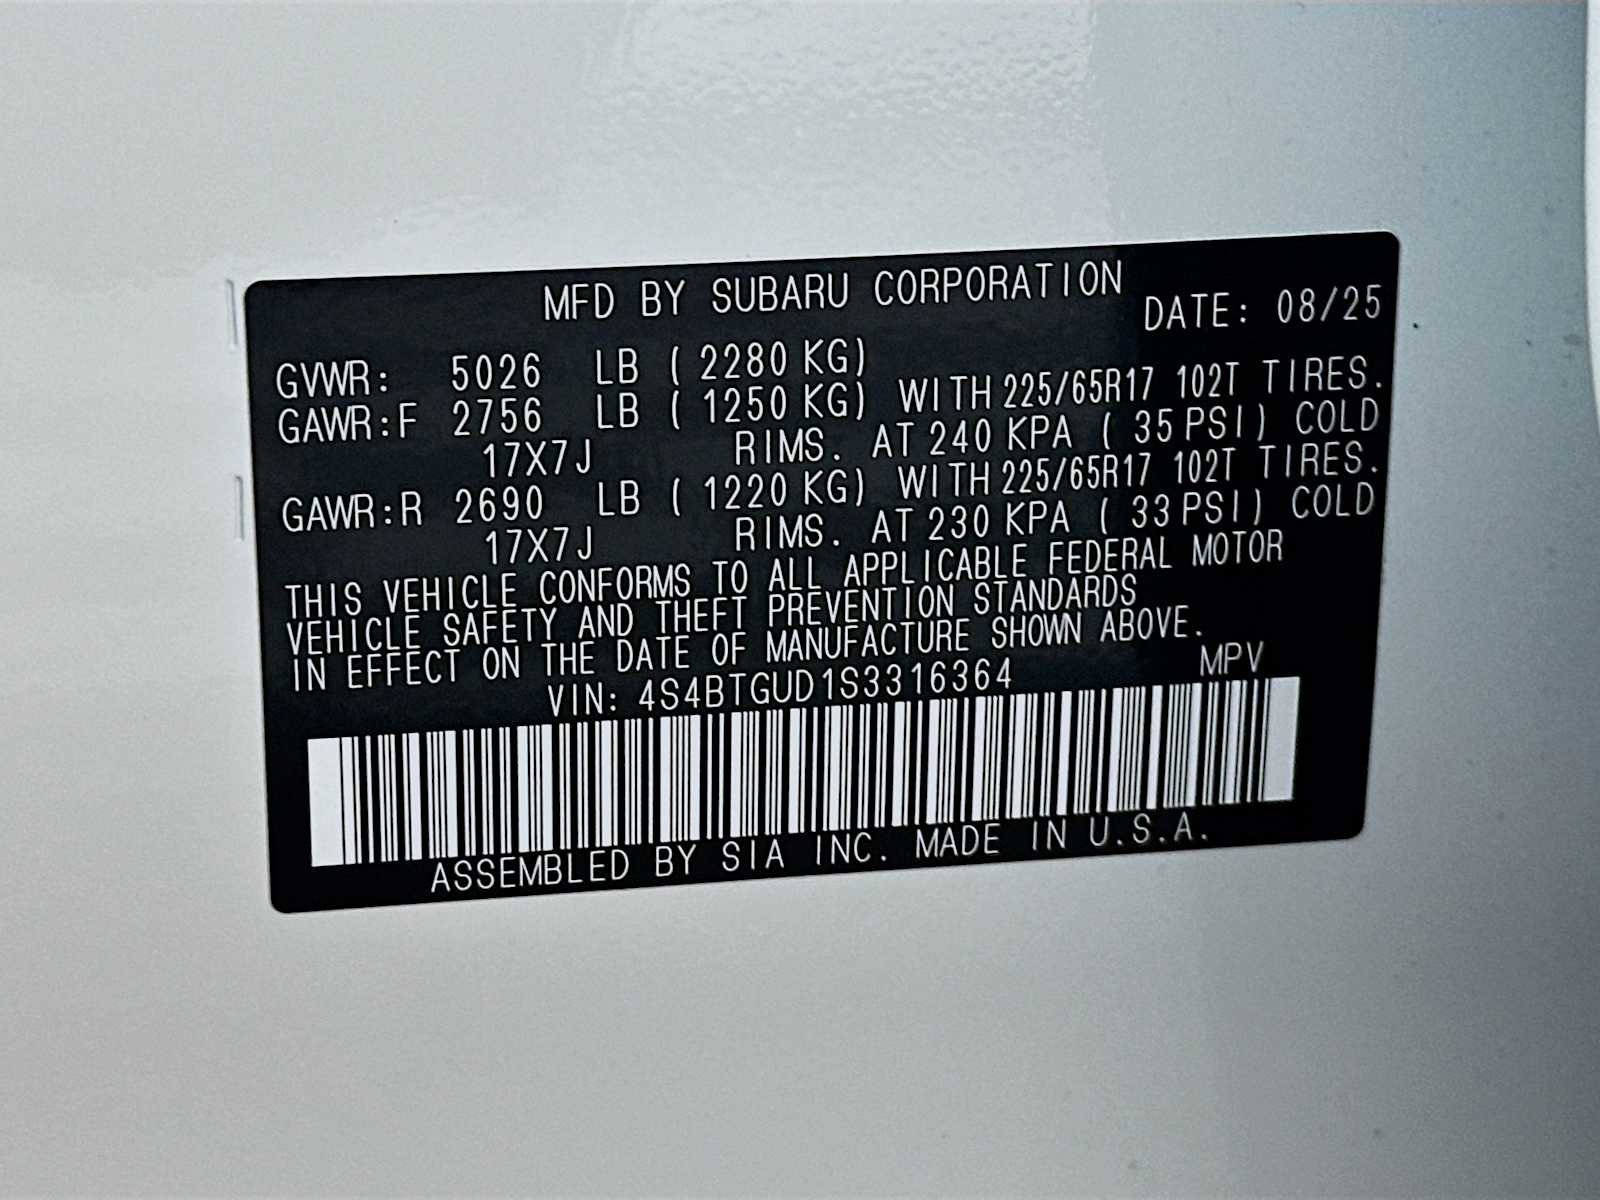 MFD BY SUBARU CORPORATION
DATE: 08/25
GVWR: 5026 LB ( 2280 KG)
GAWR:F 2756 LB ( 1250 KG) WITH 225/65R17 102T TIRES.
17X7J RIMS. AT 240 KPA ( 35 PSI) COLD
GAWR:R 2690 LB ( 1220 KG) WITH 225/65R17 102T TIRES.
17X7J RIMS. AT 230 KPA ( 33 PSI) COLD
THIS VEHICLE CONFORMS TO ALL APPLICABLE FEDERAL MOTOR
VEHICLE SAFETY AND THEFT PREVENTION STANDARDS
IN EFFECT ON THE DATE OF MANUFACTURE SHOWN ABOVE.
VIN: 4S4BTGUD1S3316364 MPV
ASSEMBLED BY SIA INC. MADE IN U.S.A.